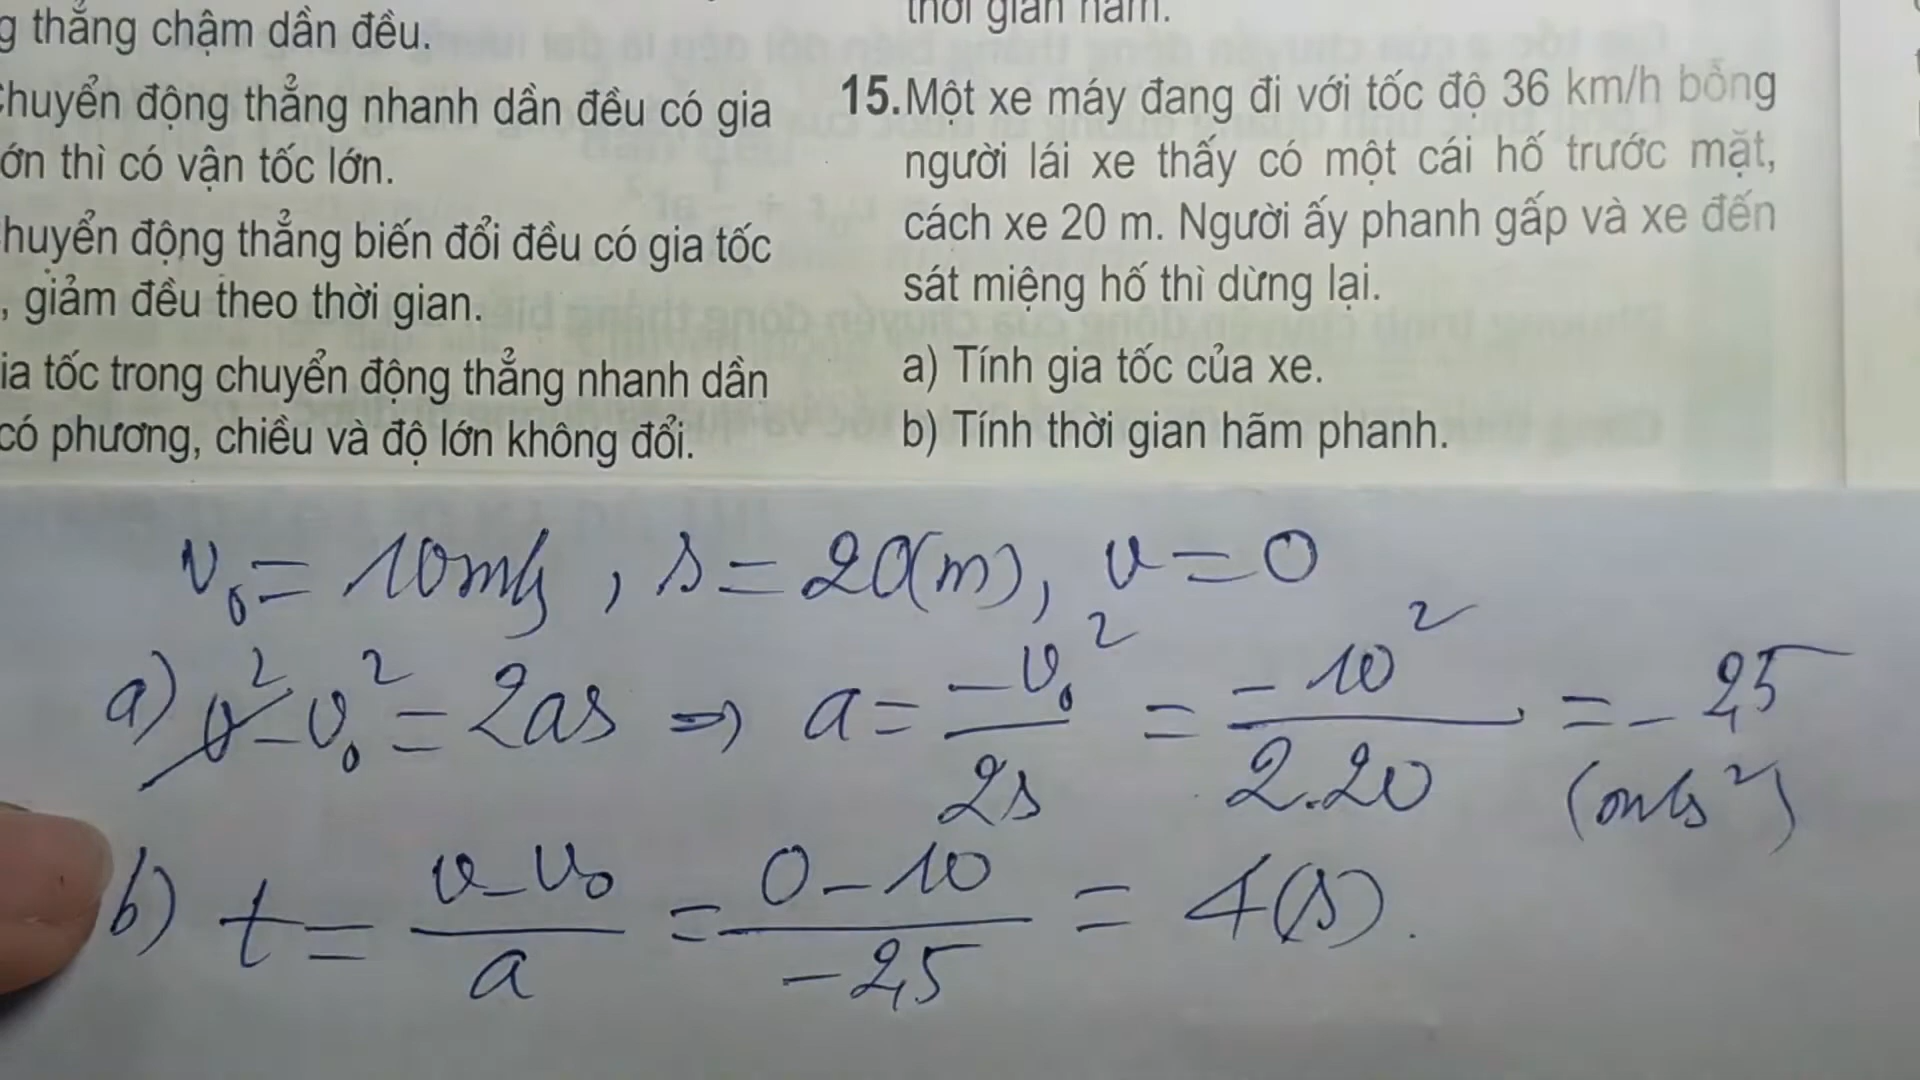 g thẳng chậm dần đều.
chuyển động thẳng nhanh dần đều có gia
ớn thì có vận tốc lớn.
huyển động thẳng biến đổi đều có gia tốc
, giảm đều theo thời gian.
ia tốc trong chuyển động thẳng nhanh dần
có phương, chiều và độ lớn không đổi.
thời gian hãm.
15. Một xe máy đang đi với tốc độ 36 km/h bỗng
người lái xe thấy có một cái hố trước mặt,
cách xe 20 m. Người ấy phanh gấp và xe đến
sát miệng hố thì dừng lại.
a) Tính gia tốc của xe.
b) Tính thời gian hãm phanh.
v₀ = 10m/s, s = 20(m), v = 0
a) v² - v₀² = 2as ⇒ a = -v₀²/2s = -10²/2.20 = - 2,5 (m/s²)
b) t = v - v₀/a = 0 - 10/-2,5 = 4(s).